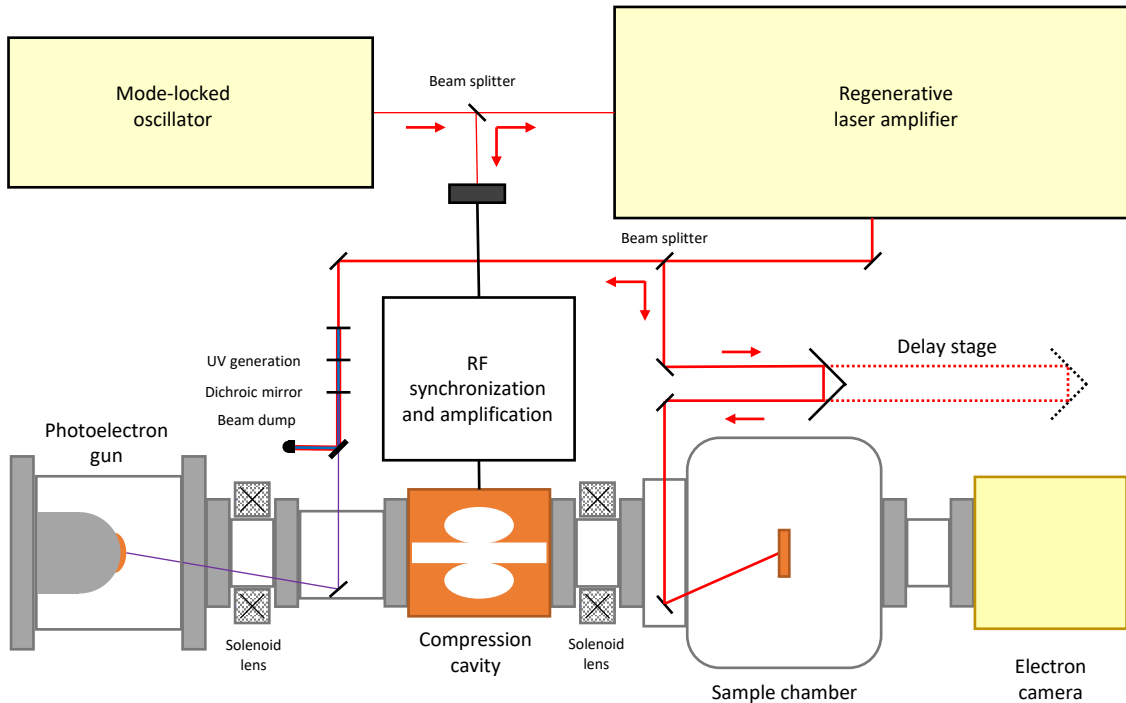 Mode-locked
oscillator
Beam splitter
Regenerative
laser amplifier
Beam splitter
UV generation
Dichroic mirror
Beam dump
RF
synchronization
and amplification
Delay stage
Photoelectron
gun
Solenoid
lens
Compression
cavity
Solenoid
lens
Sample chamber
Electron
camera